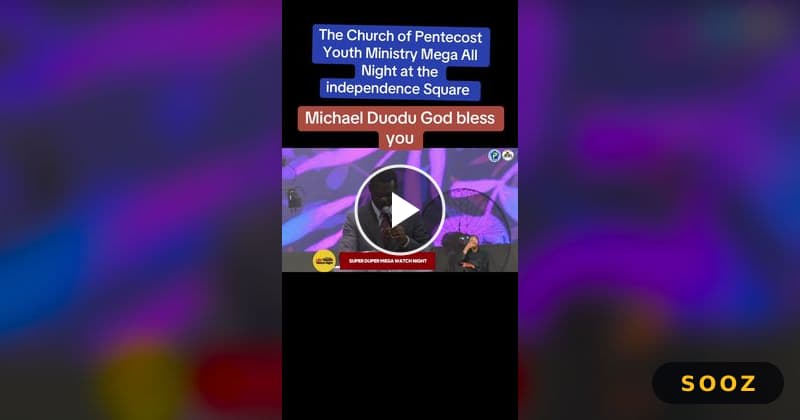 The Church of Pentecost
Youth Ministry Mega All
Night at the
independence Square
Michael Duodu God bless
you
SUPER DUPER MEGA WATCH NIGHT
SOOZ